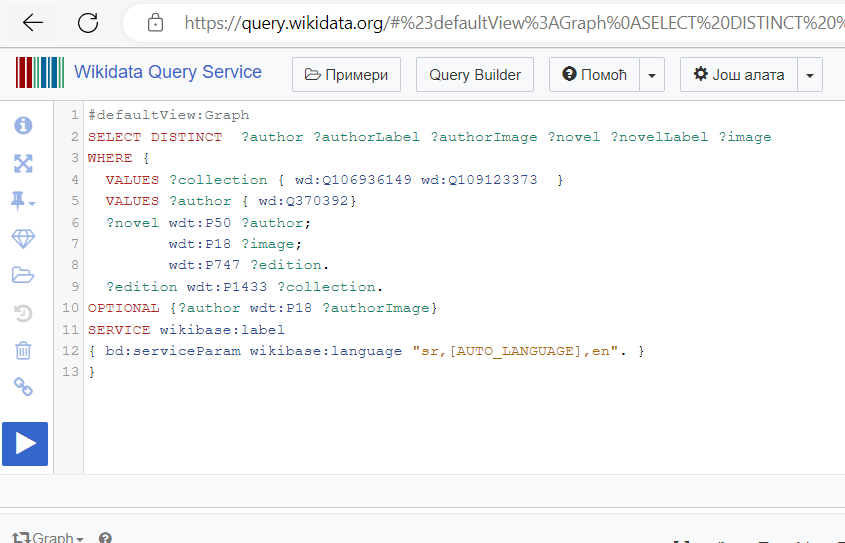 https://query.wikidata.org/#%23defaultView%3AGraph%0ASELECT%20DISTINCT%20%
Wikidata Query Service
Примери
Query Builder
Помоћ
Још алата
1 #defaultView:Graph
2 SELECT DISTINCT  ?author ?authorLabel ?authorImage ?novel ?novelLabel ?image
3 WHERE {
4   VALUES ?collection { wd:Q106936149 wd:Q109123373  }
5   VALUES ?author { wd:Q370392}
6   ?novel wdt:P50 ?author;
7          wdt:P18 ?image;
8          wdt:P747 ?edition.
9   ?edition wdt:P1433 ?collection.
10 OPTIONAL {?author wdt:P18 ?authorImage}
11 SERVICE wikibase:label
12 { bd:serviceParam wikibase:language "sr,[AUTO_LANGUAGE],en". }
13 }
Graph